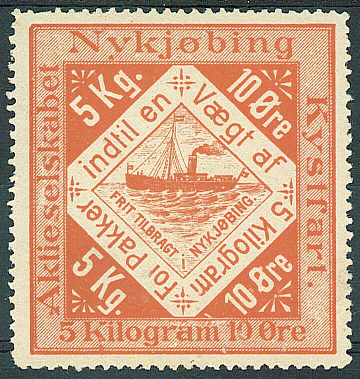 Nykjøbing
Aktieselskabet
Kystfart.
5 Kg.
10 Øre
For Pakker
indtil en
Vægt af
5 Kilogram
FRIT TILBRAGT
i
NYKJØBING.
5 Kg.
10 Øre
5 Kilogram 10 Øre